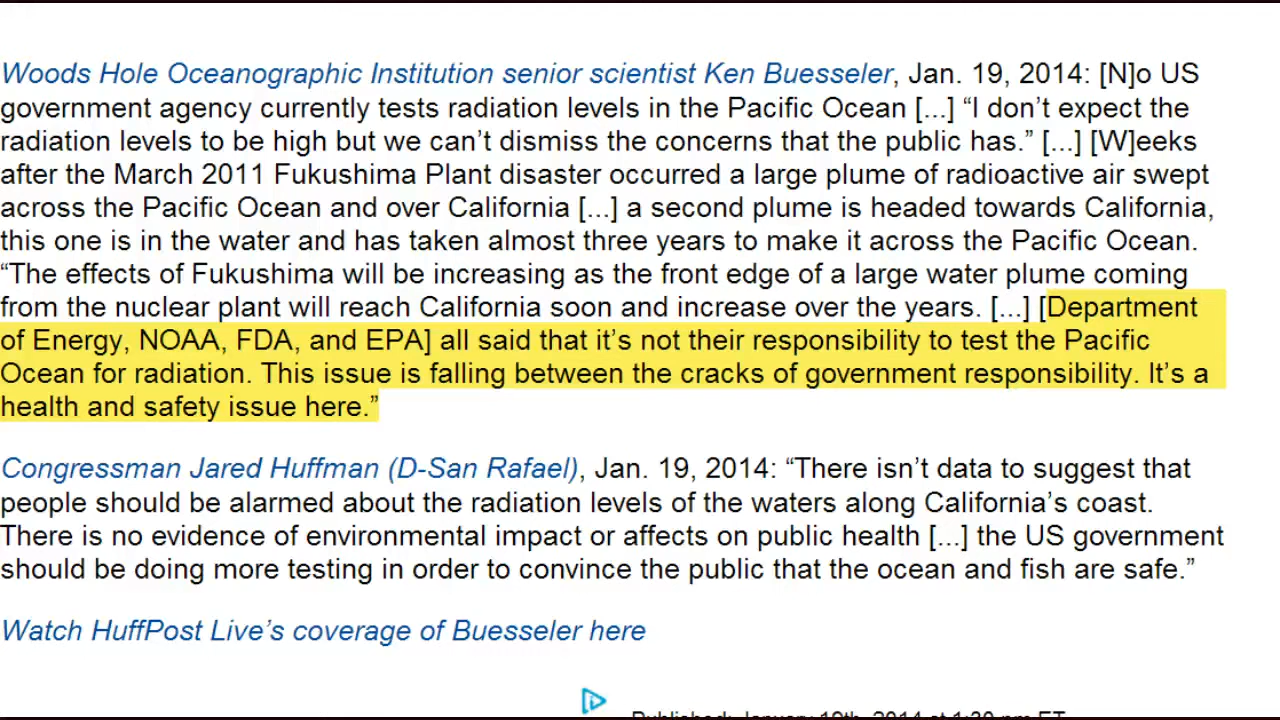 Woods Hole Oceanographic Institution senior scientist Ken Buesseler, Jan. 19, 2014: [N]o US
government agency currently tests radiation levels in the Pacific Ocean [...] “I don’t expect the
radiation levels to be high but we can’t dismiss the concerns that the public has.” [...] [W]eeks
after the March 2011 Fukushima Plant disaster occurred a large plume of radioactive air swept
across the Pacific Ocean and over California [...] a second plume is headed towards California,
this one is in the water and has taken almost three years to make it across the Pacific Ocean.
“The effects of Fukushima will be increasing as the front edge of a large water plume coming
from the nuclear plant will reach California soon and increase over the years. [...] [Department
of Energy, NOAA, FDA, and EPA] all said that it’s not their responsibility to test the Pacific
Ocean for radiation. This issue is falling between the cracks of government responsibility. It’s a
health and safety issue here.”
Congressman Jared Huffman (D-San Rafael), Jan. 19, 2014: “There isn’t data to suggest that
people should be alarmed about the radiation levels of the waters along California’s coast.
There is no evidence of environmental impact or affects on public health [...] the US government
should be doing more testing in order to convince the public that the ocean and fish are safe.”
Watch HuffPost Live’s coverage of Buesseler here
Published: January 19th, 2014 at 1:30 pm ET